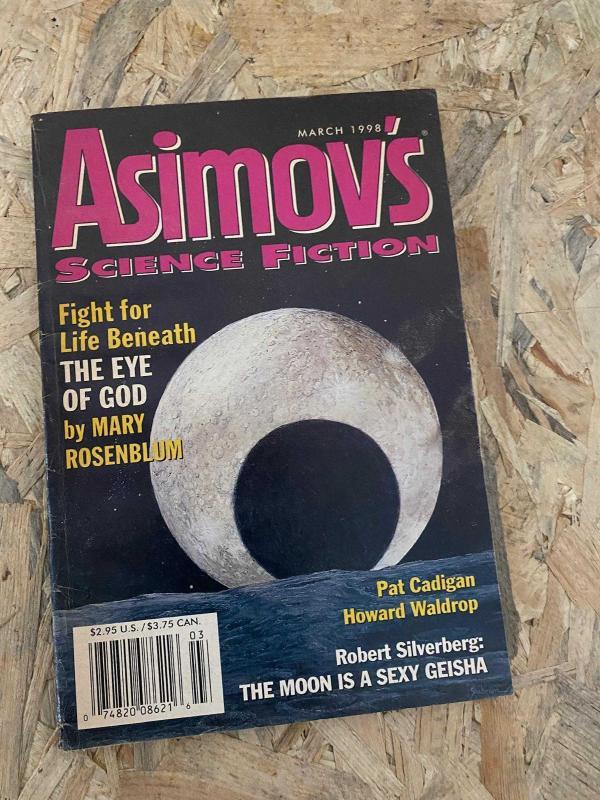 MARCH 1998
Asimov's®
SCIENCE FICTION
Fight for
Life Beneath
THE EYE
OF GOD
by MARY
ROSENBLUM
Pat Cadigan
Howard Waldrop
Robert Silverberg:
THE MOON IS A SEXY GEISHA
$2.95 U.S./$3.75 CAN.
03
0 74820 08621 6